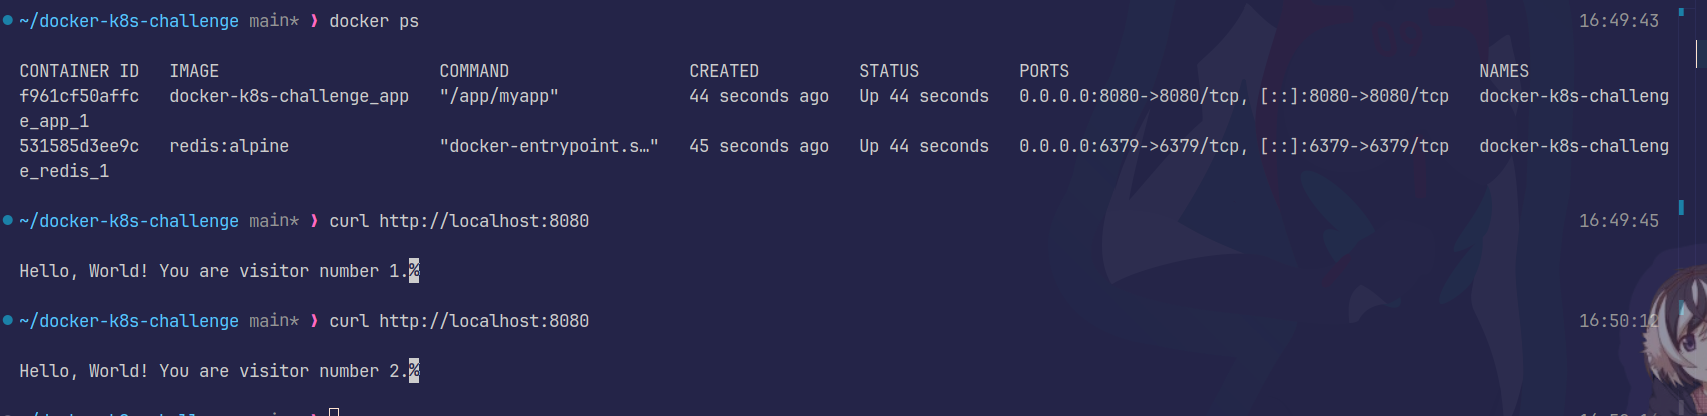 ~/docker-k8s-challenge main* ❯ docker ps 16:49:43
CONTAINER ID IMAGE COMMAND CREATED STATUS PORTS NAMES
f961cf50affc docker-k8s-challenge_app "/app/myapp" 44 seconds ago Up 44 seconds 0.0.0.0:8080->8080/tcp, [::]:8080->8080/tcp docker-k8s-challeng
e_app_1
531585d3ee9c redis:alpine "docker-entrypoint.s…" 45 seconds ago Up 44 seconds 0.0.0.0:6379->6379/tcp, [::]:6379->6379/tcp docker-k8s-challeng
e_redis_1
~/docker-k8s-challenge main* ❯ curl http://localhost:8080 16:49:45
Hello, World! You are visitor number 1.%
~/docker-k8s-challenge main* ❯ curl http://localhost:8080 16:50:12
Hello, World! You are visitor number 2.%